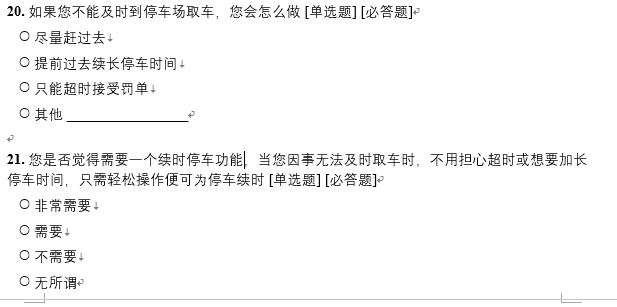 20. 如果您不能及时到停车场取车，您会怎么做 [单选题] [必答题]
○ 尽量赶过去
○ 提前过去续长停车时间
○ 只能超时接受罚单
○ 其他 _________________
21. 您是否觉得需要一个续时停车功能，当您因事无法及时取车时，不用担心超时或想要加长
停车时间，只需轻松操作便可为停车续时 [单选题] [必答题]
○ 非常需要
○ 需要
○ 不需要
○ 无所谓